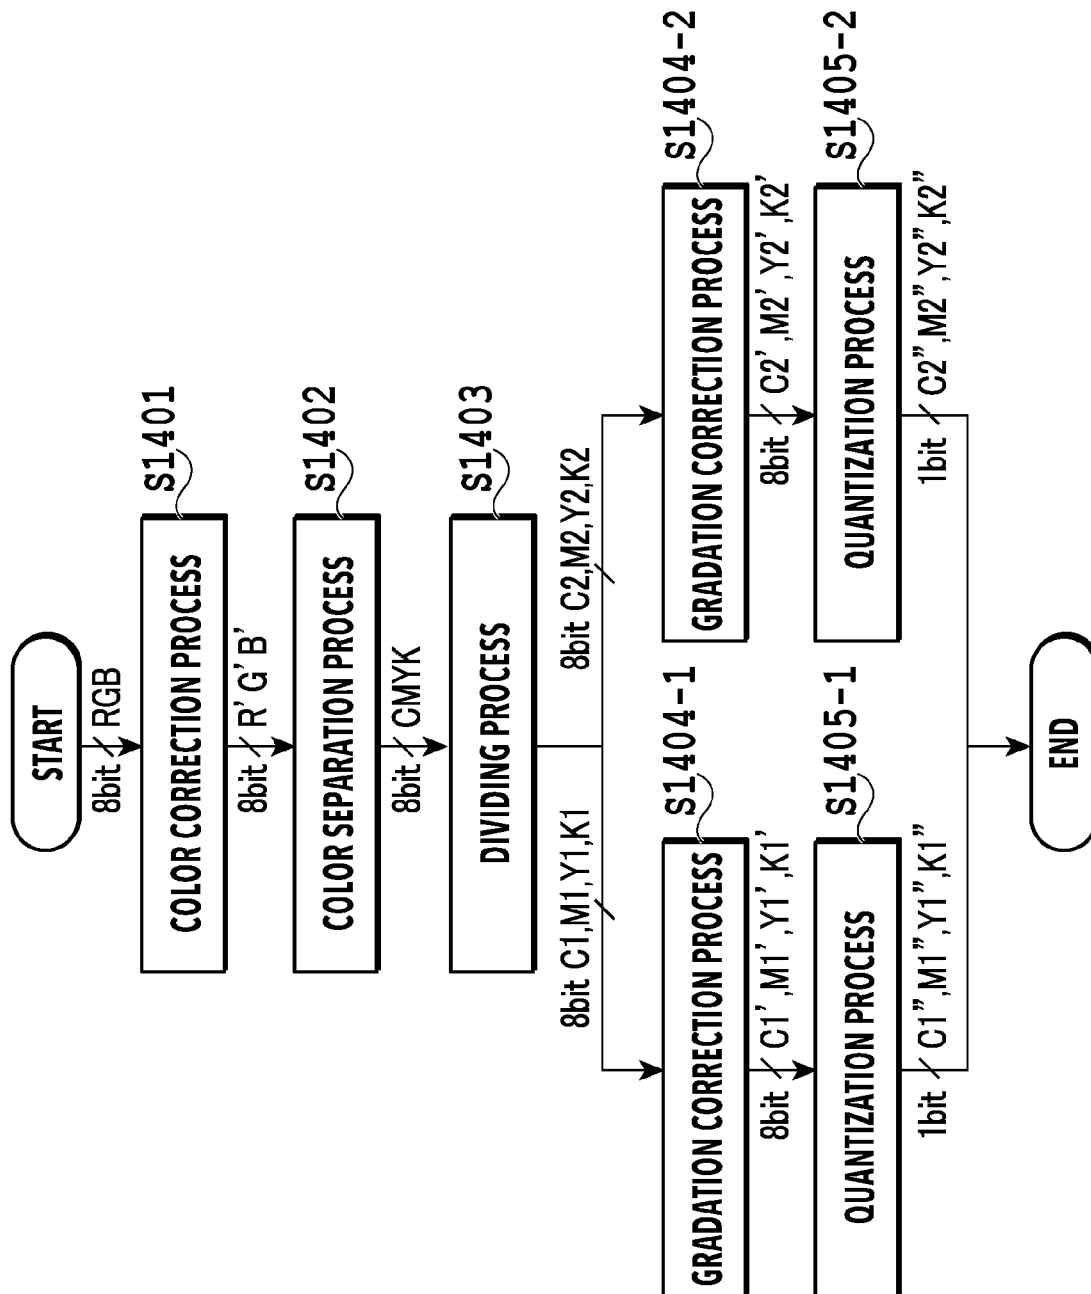 START
8bit RGB
S1401
COLOR CORRECTION PROCESS
8bit R' G' B'
S1402
COLOR SEPARATION PROCESS
8bit CMYK
S1403
DIVIDING PROCESS
8bit C1,M1,Y1,K1
8bit C2,M2,Y2,K2
S1404-1
GRADATION CORRECTION PROCESS
S1404-2
GRADATION CORRECTION PROCESS
8bit C1' ,M1' ,Y1' ,K1'
8bit C2' ,M2' ,Y2' ,K2'
S1405-1
QUANTIZATION PROCESS
S1405-2
QUANTIZATION PROCESS
1bit C1" ,M1" ,Y1" ,K1"
1bit C2" ,M2" ,Y2" ,K2"
END